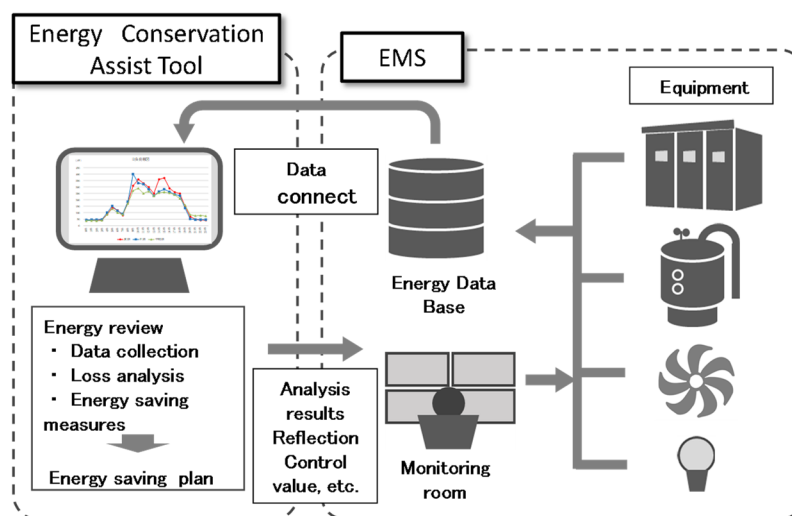 Energy Conservation
Assist Tool
EMS
Equipment
Data
connect
Energy Data
Base
Energy review
・ Data collection
・ Loss analysis
・ Energy saving
measures
Energy saving plan
Analysis
results
Reflection
Control
value, etc.
Monitoring
room